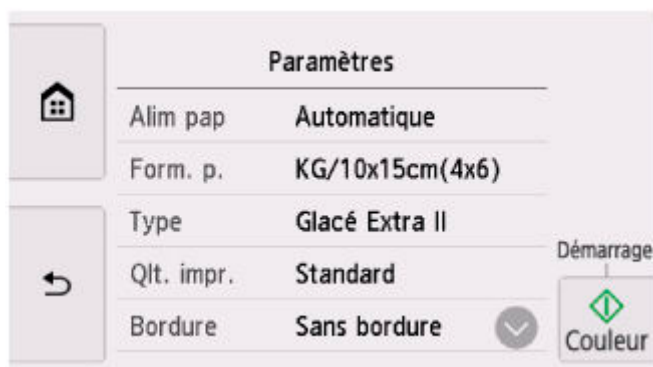 Paramètres
Alim pap Automatique
Form. p. KG/10x15cm(4x6)
Type Glacé Extra II
Qlt. impr. Standard
Bordure Sans bordure
Démarrage
Couleur